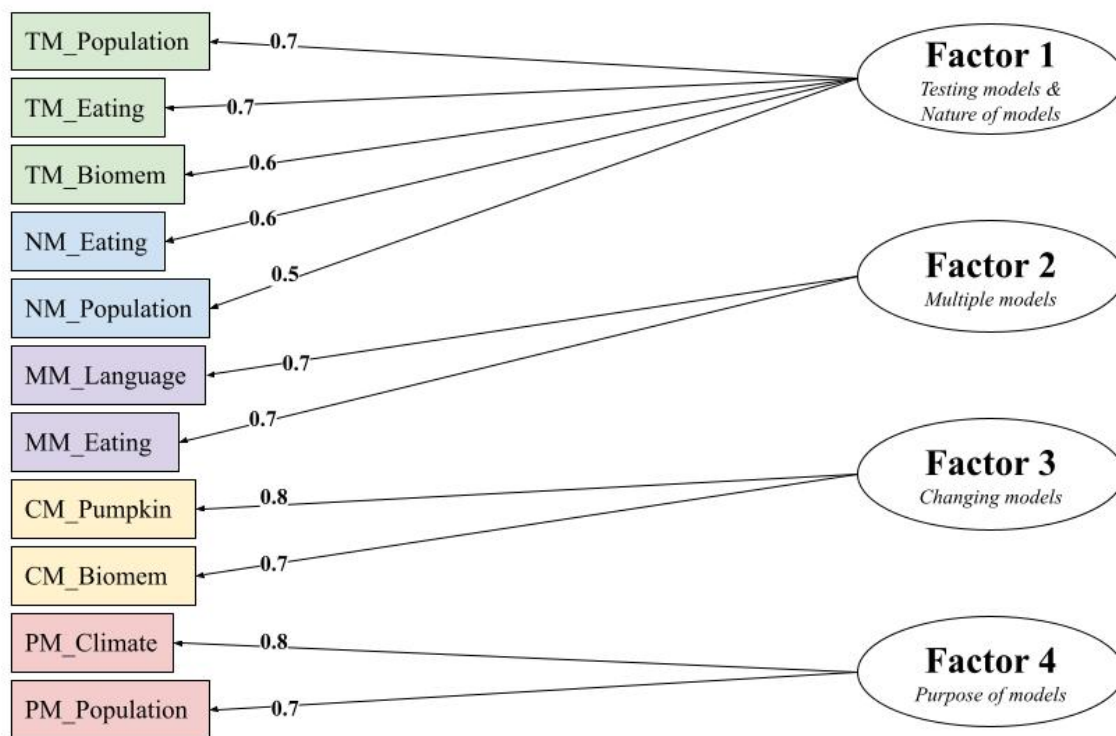 TM_Population
0.7
Factor 1
Testing models &
Nature of models
TM_Eating
0.7
TM_Biomem
0.6
NM_Eating
0.6
NM_Population
0.5
Factor 2
Multiple models
MM_Language
0.7
MM_Eating
0.7
Factor 3
Changing models
CM_Pumpkin
0.8
CM_Biomem
0.7
PM_Climate
0.8
Factor 4
Purpose of models
PM_Population
0.7